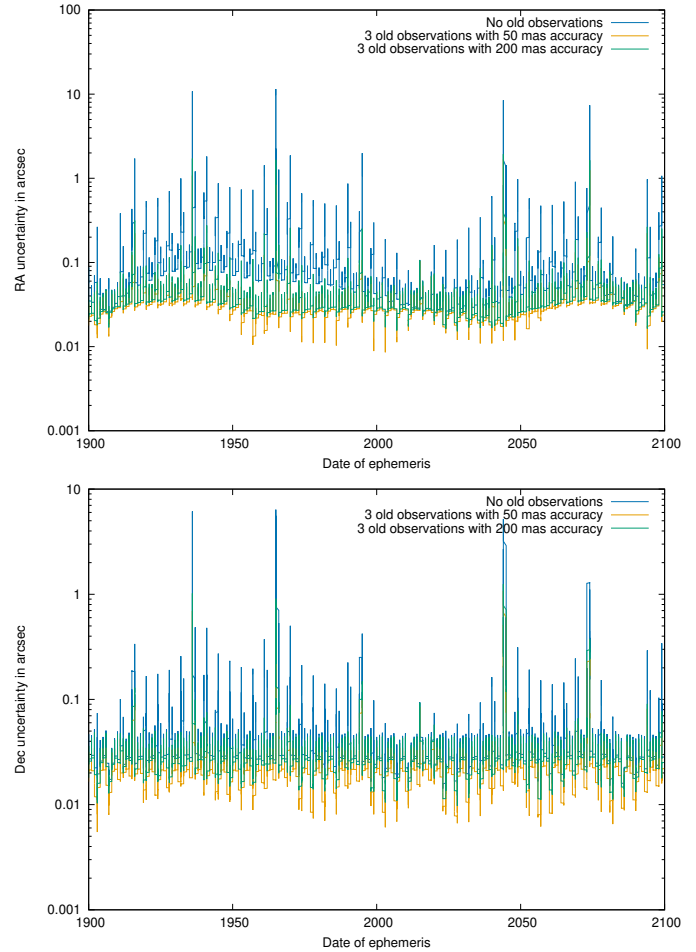 100
10
1
0.1
0.01
0.001
RA uncertainty in arcsec
No old observations
3 old observations with 50 mas accuracy
3 old observations with 200 mas accuracy
1900
1950
2000
2050
2100
Date of ephemeris
10
1
0.1
0.01
0.001
Dec uncertainty in arcsec
No old observations
3 old observations with 50 mas accuracy
3 old observations with 200 mas accuracy
1900
1950
2000
2050
2100
Date of ephemeris